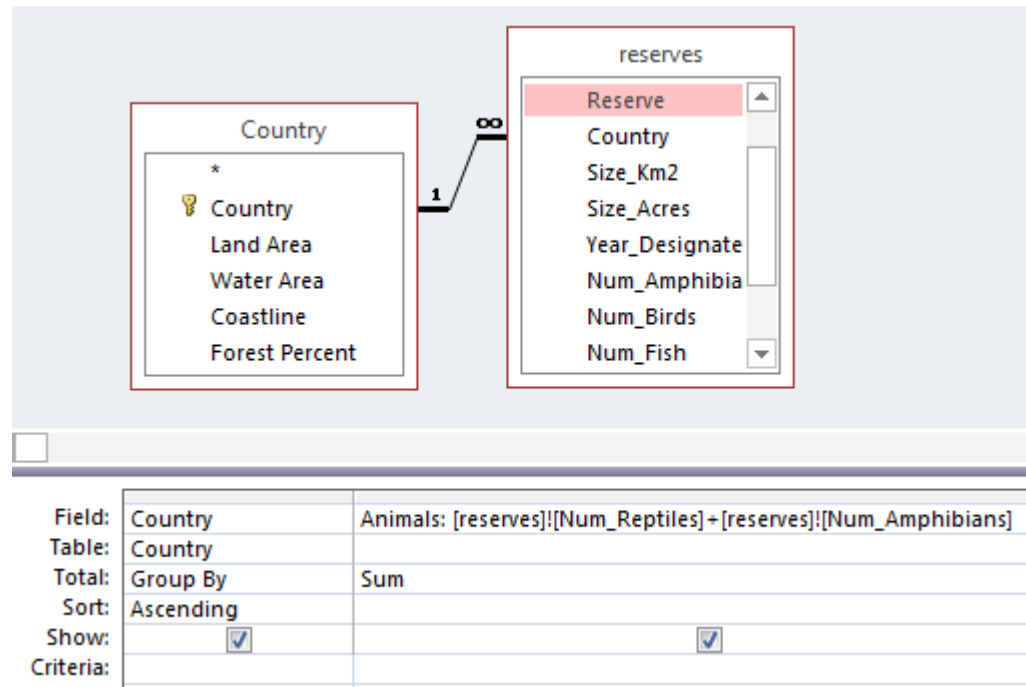 reserves
Reserve
Country
Size_Km2
Size_Acres
Year_Designate
Num_Amphibia
Num_Birds
Num_Fish
Country
*
Country
Land Area
Water Area
Coastline
Forest Percent
1
∞
Field: Country Animals: [reserves]![Num_Reptiles]+[reserves]![Num_Amphibians]
Table: Country
Total: Group By Sum
Sort: Ascending
Show:
Criteria: